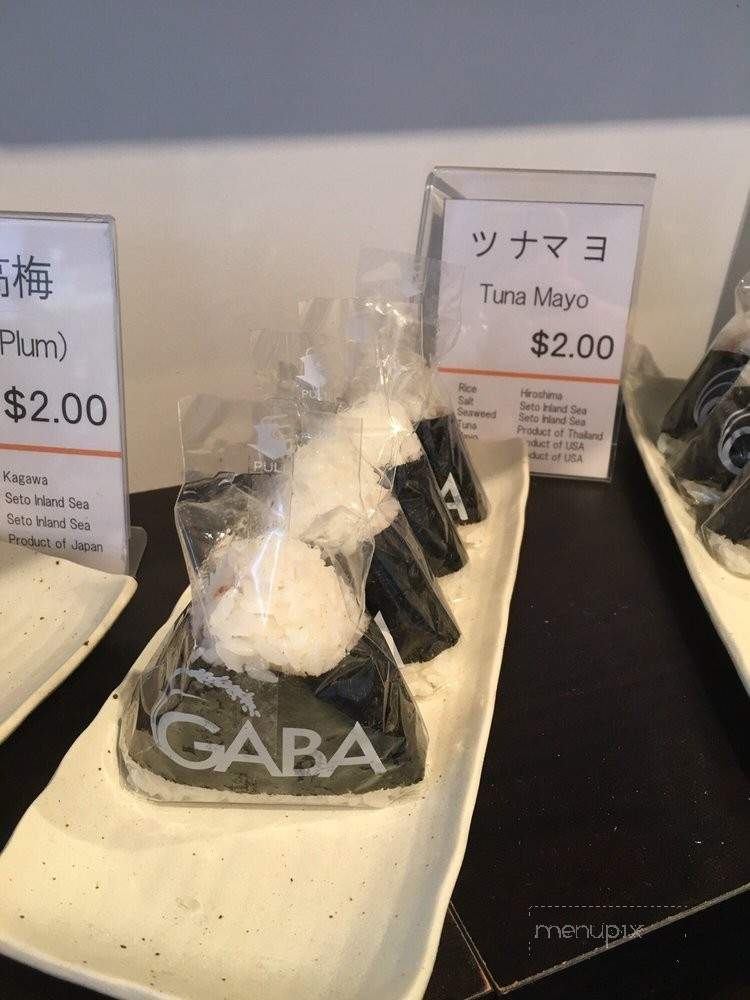 梅
Plum)
$2.00
Kagawa
Seto Inland Sea
Seto Inland Sea
Product of Japan
ツナマヨ
Tuna Mayo
$2.00
Rice Hiroshima
Salt Seto Inland Sea
Seaweed Seto Inland Sea
Tuna Product of Thailand
of USA
of USA
PUL
PUL
A
GABA
menupix